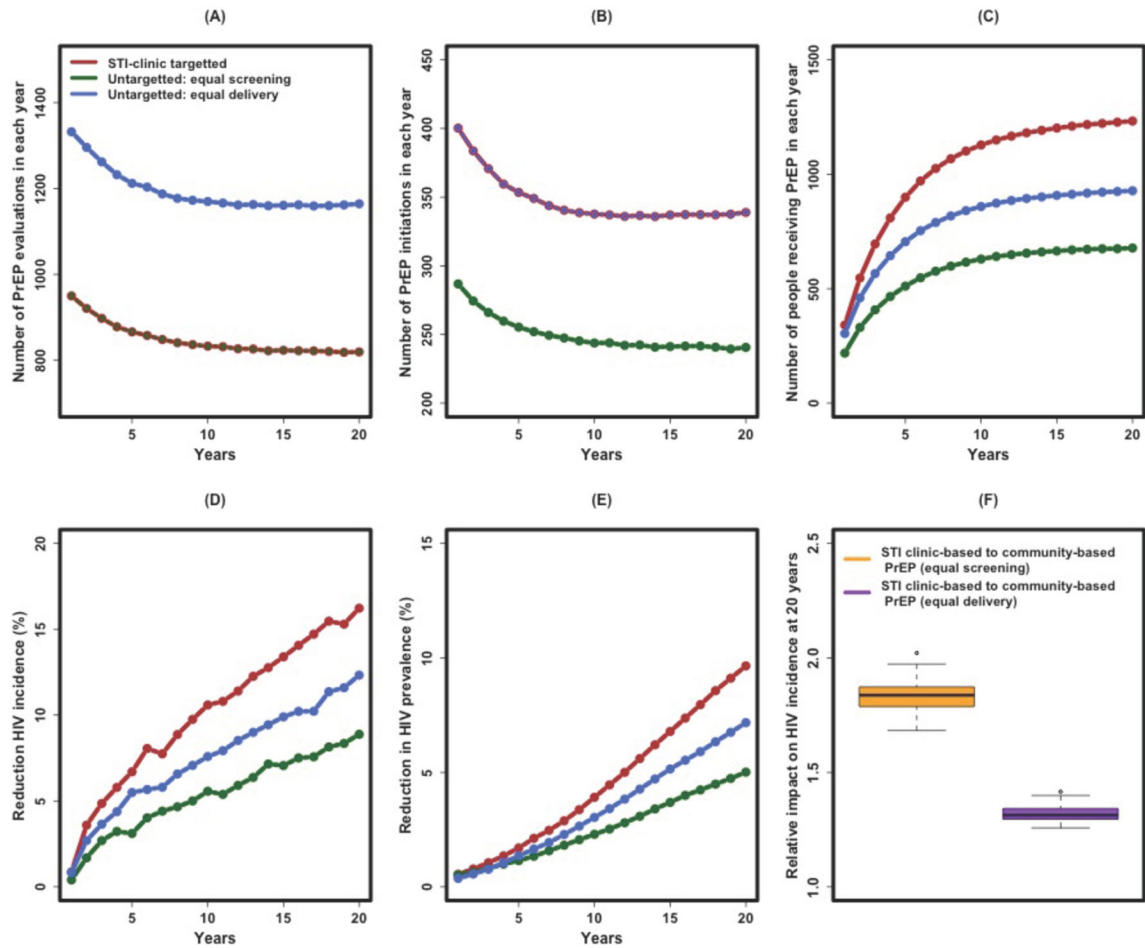 (A)
Number of PrEP evaluations in each year
1400
1200
1000
800
STI-clinic targetted
Untargetted: equal screening
Untargetted: equal delivery
5
10
15
20
Years
(B)
Number of PrEP initiations in each year
450
400
350
300
250
200
5
10
15
20
Years
(C)
Number of people receiving PrEP in each year
1500
1000
500
0
5
10
15
20
Years
(D)
Reduction HIV incidence (%)
20
15
10
5
0
5
10
15
20
Years
(E)
Reduction in HIV prevalence (%)
15
10
5
0
5
10
15
20
Years
(F)
Relative impact on HIV incidence at 20 years
2.5
2.0
1.5
1.0
STI clinic-based to community-based
PrEP (equal screening)
STI clinic-based to community-based
PrEP (equal delivery)